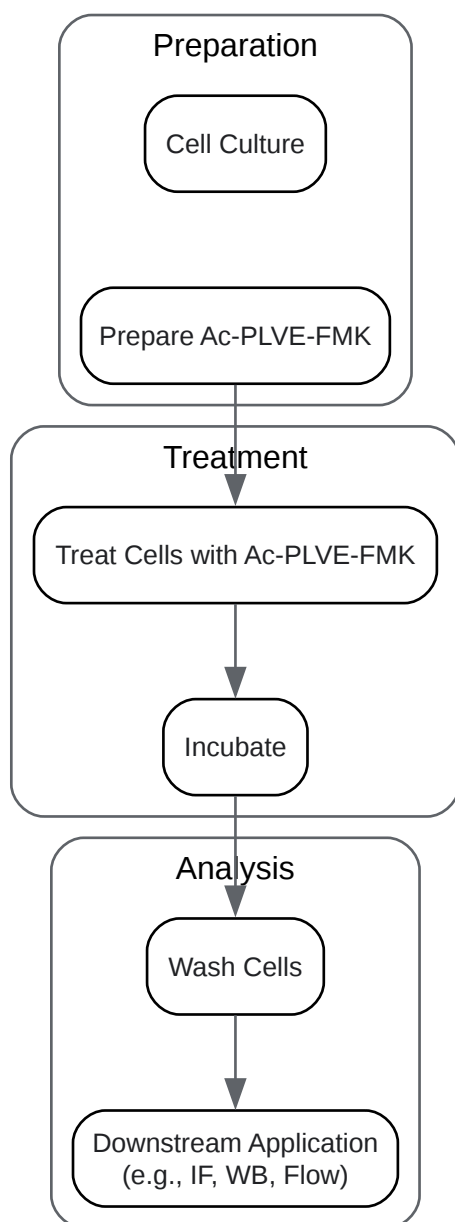 Preparation
Cell Culture
Prepare Ac-PLVE-FMK
Treatment
Treat Cells with Ac-PLVE-FMK
Incubate
Analysis
Wash Cells
Downstream Application
(e.g., IF, WB, Flow)